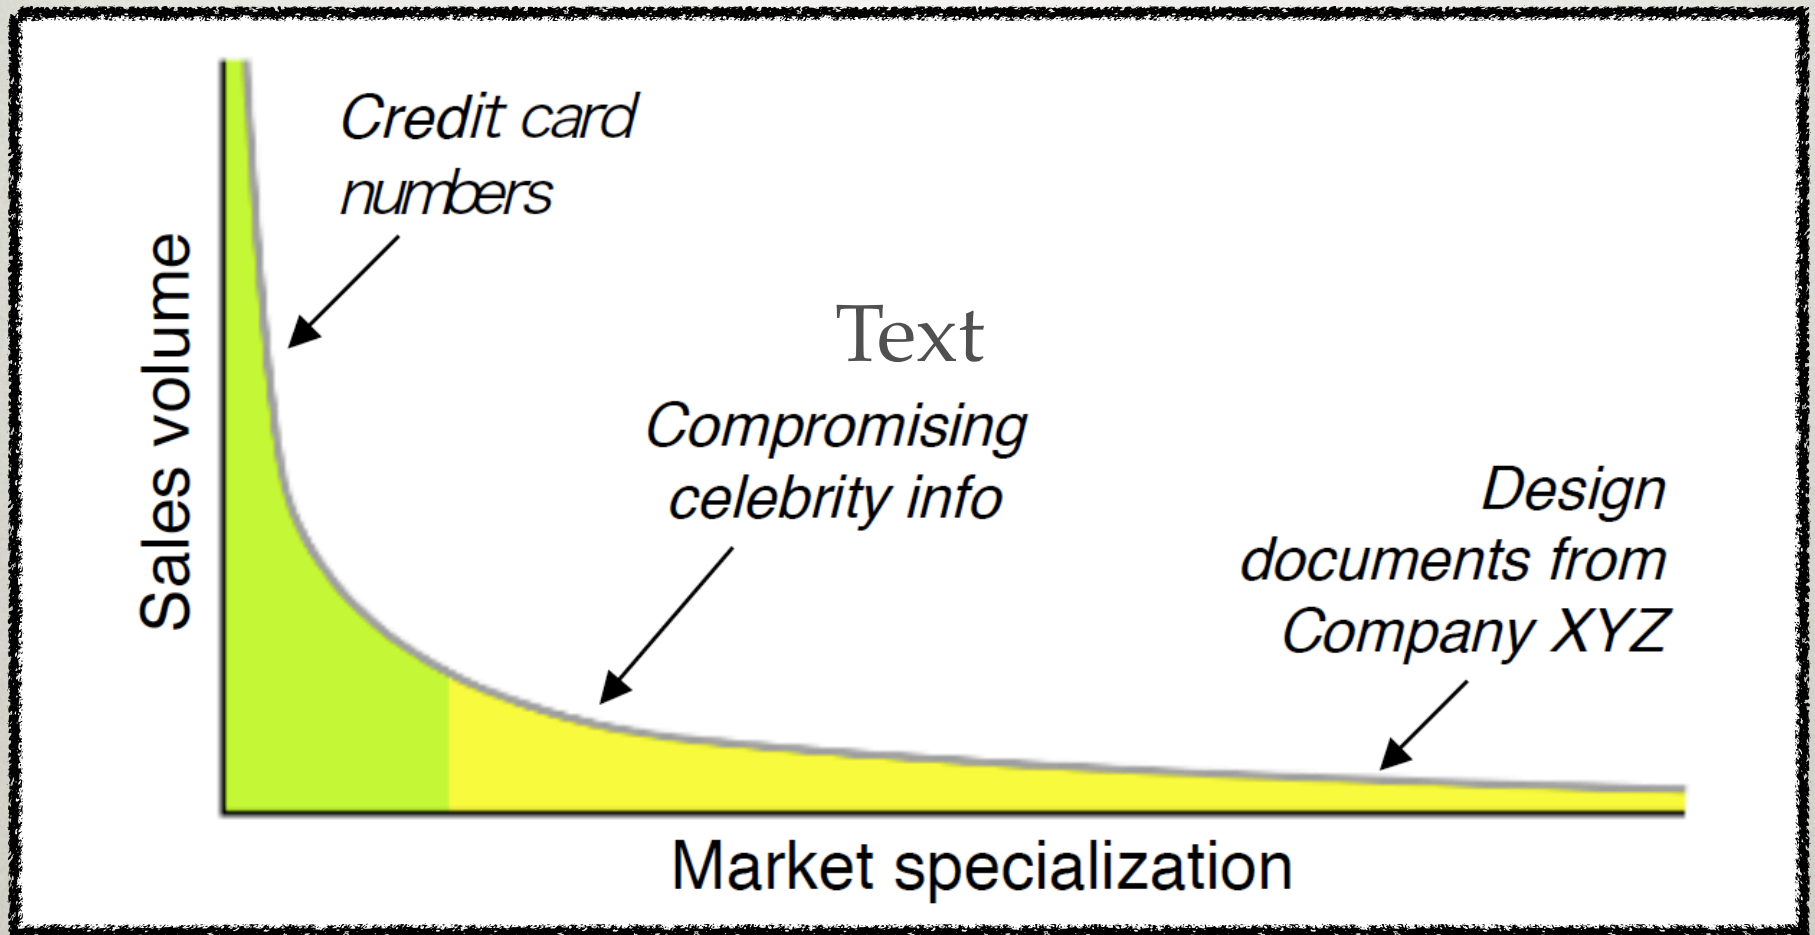 Credit card
numbers
Sales volume
Text
Compromising
celebrity info
Design
documents from
Company XYZ
Market specialization